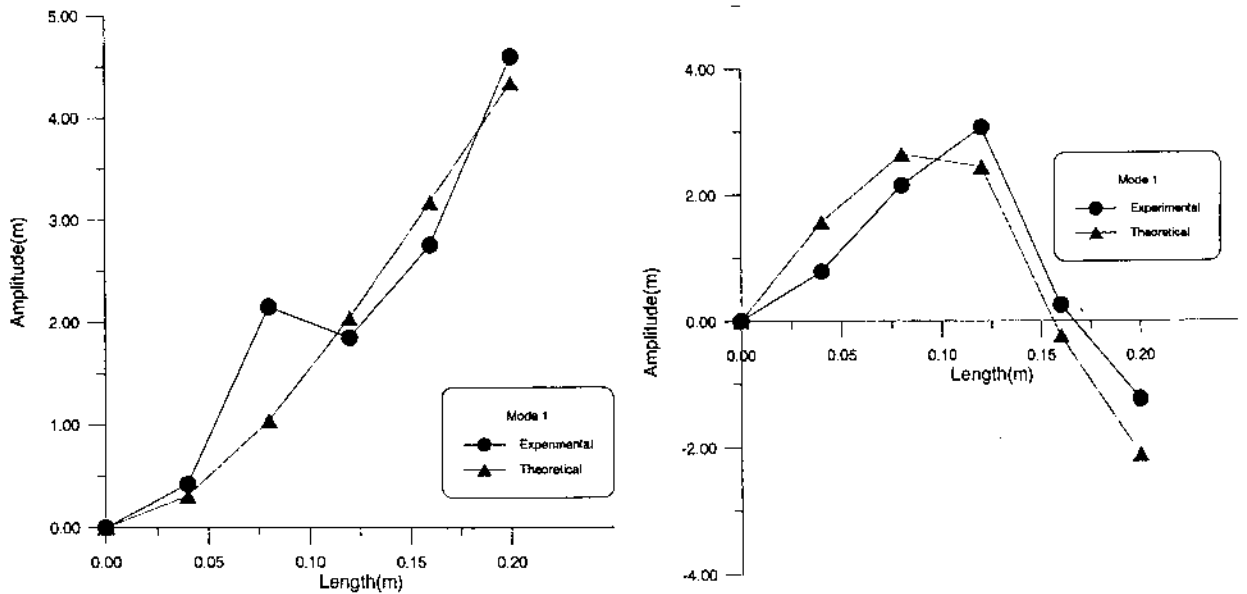 5.00
4.00
3.00
2.00
1.00
0.00
Amplitude(m)
0.00 0.05 0.10 0.15 0.20
Length(m)
Mode 1
Experimental
Theoretical
4.00
2.00
0.00
-2.00
-4.00
Amplitude(m)
0.00 0.05 0.10 0.15 0.20
Length(m)
Mode 1
Experimental
Theoretical